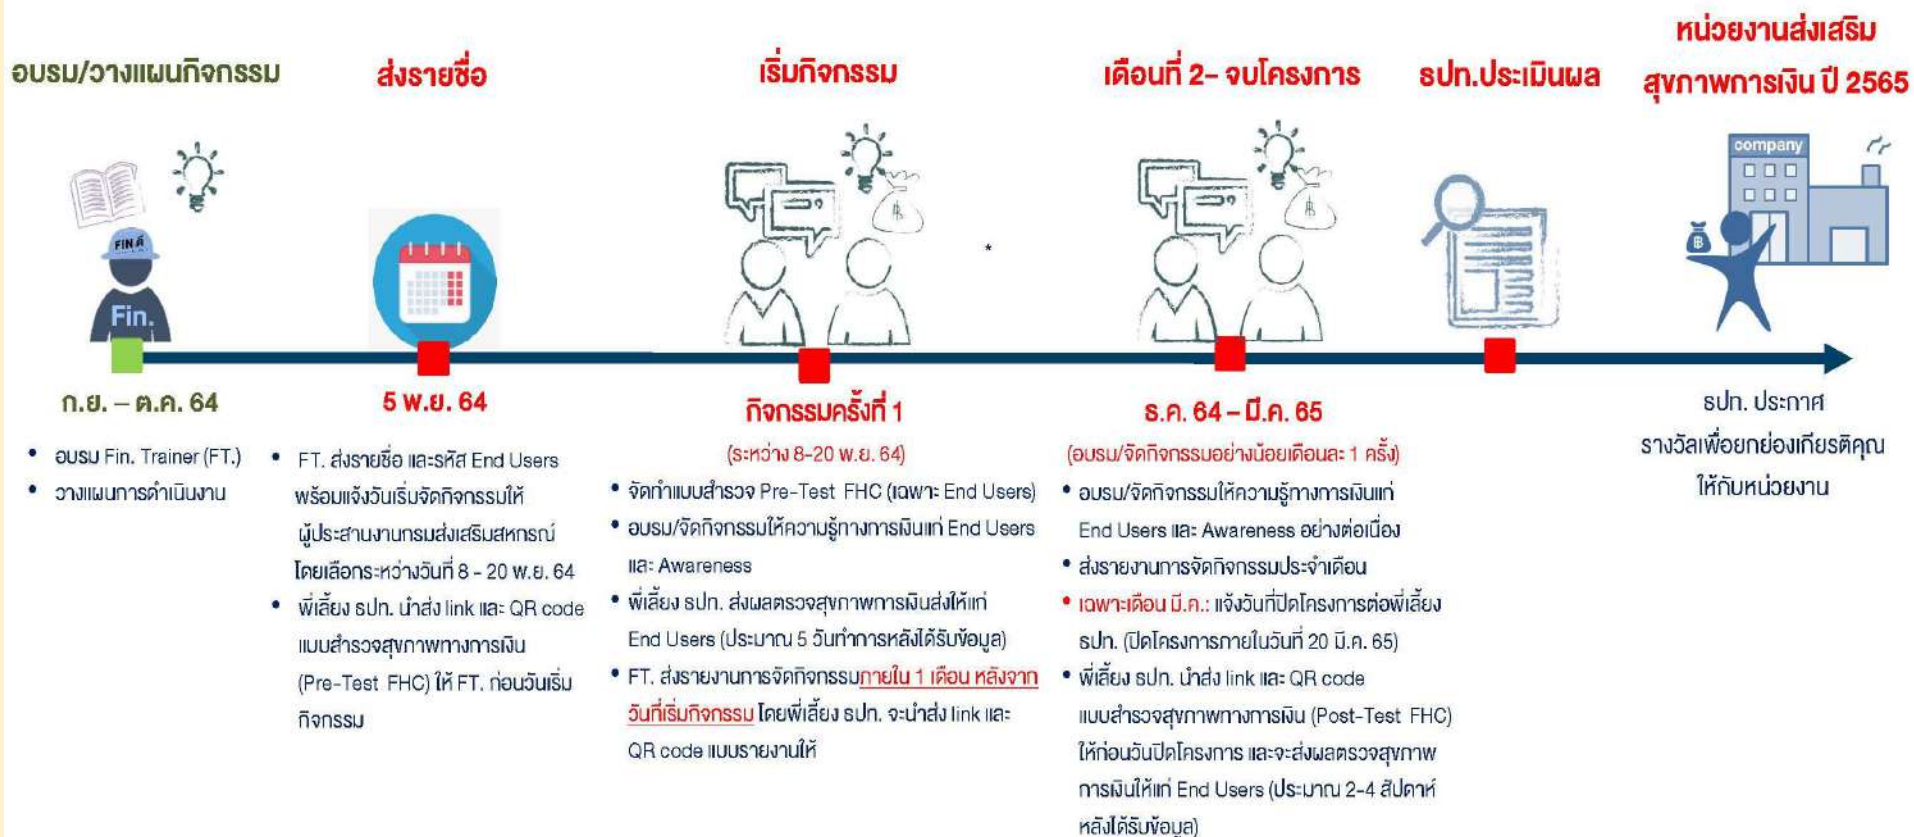 อบรม/วางแผนกิจกรรม
FIN.ดี
Fin.
ก.ย. – ต.ค. 64
• อบรม Fin. Trainer (FT.)
• วางแผนการดำเนินงาน
ส่งรายชื่อ
5 พ.ย. 64
• FT. ส่งรายชื่อ และรหัส End Users
พร้อมแจ้งวันเริ่มจัดกิจกรรมให้
ผู้ประสานงานกรมส่งเสริมสหกรณ์
โดยเลือกระหว่างวันที่ 8 - 20 พ.ย. 64
• พี่เลี้ยง ธปท. นำส่ง link และ QR code
แบบสำรวจสุขภาพทางการเงิน
(Pre-Test FHC) ให้ FT. ก่อนวันเริ่ม
กิจกรรม
เริ่มกิจกรรม
฿
*
กิจกรรมครั้งที่ 1
(ระหว่าง 8-20 พ.ย. 64)
• จัดทำแบบสำรวจ Pre-Test FHC (เฉพาะ End Users)
• อบรม/จัดกิจกรรมให้ความรู้ทางการเงินแก่ End Users
และ Awareness
• พี่เลี้ยง ธปท. ส่งผลตรวจสุขภาพการเงินส่งให้แก่
End Users (ประมาณ 5 วันทำการหลังได้รับข้อมูล)
• FT. ส่งรายงานการจัดกิจกรรมภายใน 1 เดือน หลังจาก
วันที่เริ่มกิจกรรม โดยพี่เลี้ยง ธปท. จะนำส่ง link และ
QR code แบบรายงานให้
เดือนที่ 2- จบโครงการ
฿
ธ.ค. 64 – มี.ค. 65
(อบรม/จัดกิจกรรมอย่างน้อยเดือนละ 1 ครั้ง)
• อบรม/จัดกิจกรรมให้ความรู้ทางการเงินแก่
End Users และ Awareness อย่างต่อเนื่อง
• ส่งรายงานการจัดกิจกรรมประจำเดือน
• เฉพาะเดือน มี.ค.: แจ้งวันที่ปิดโครงการต่อพี่เลี้ยง
ธปท. (ปิดโครงการภายในวันที่ 20 มี.ค. 65)
• พี่เลี้ยง ธปท. นำส่ง link และ QR code
แบบสำรวจสุขภาพทางการเงิน (Post-Test FHC)
ให้ก่อนวันปิดโครงการ และจะส่งผลตรวจสุขภาพ
การเงินให้แก่ End Users (ประมาณ 2-4 สัปดาห์
หลังได้รับข้อมูล)
ธปท.ประเมินผล
หน่วยงานส่งเสริม
สุขภาพการเงิน ปี 2565
company
฿
ธปท. ประกาศ
รางวัลเพื่อยกย่องเกียรติคุณ
ให้กับหน่วยงาน